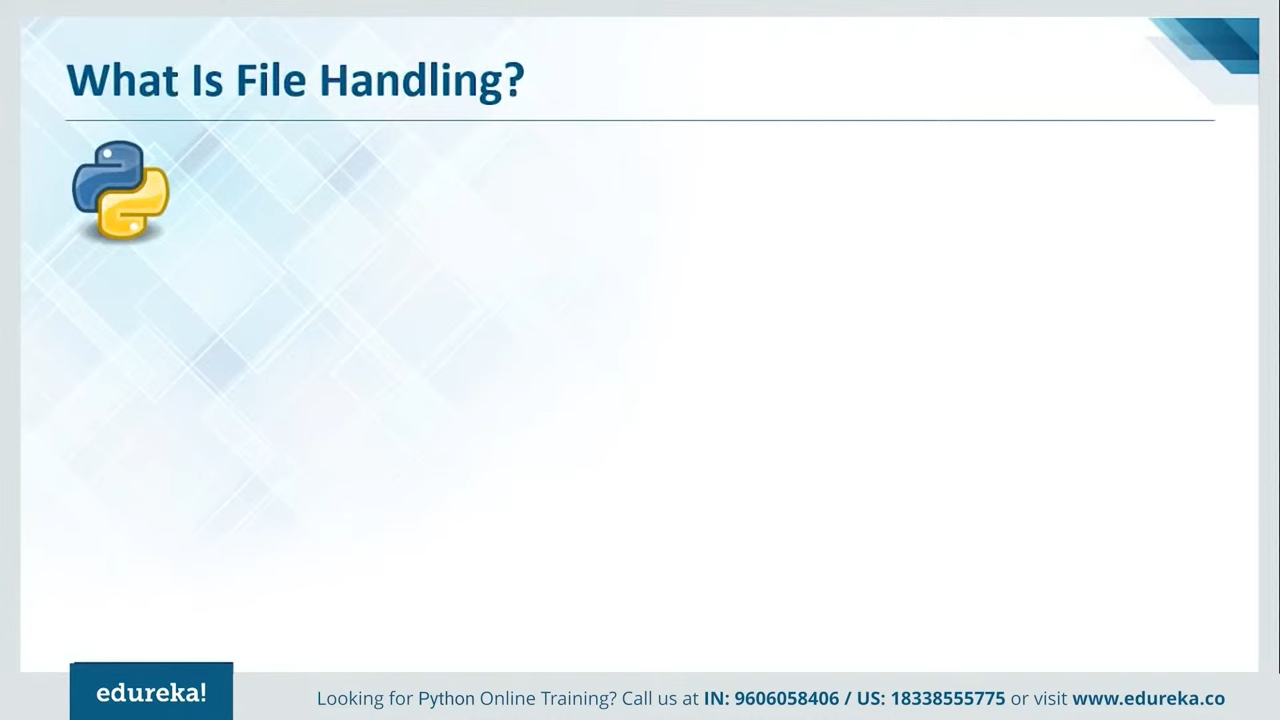 What Is File Handling?
edureka!
Looking for Python Online Training? Call us at IN: 9606058406 / US: 18338555775 or visit www.edureka.co